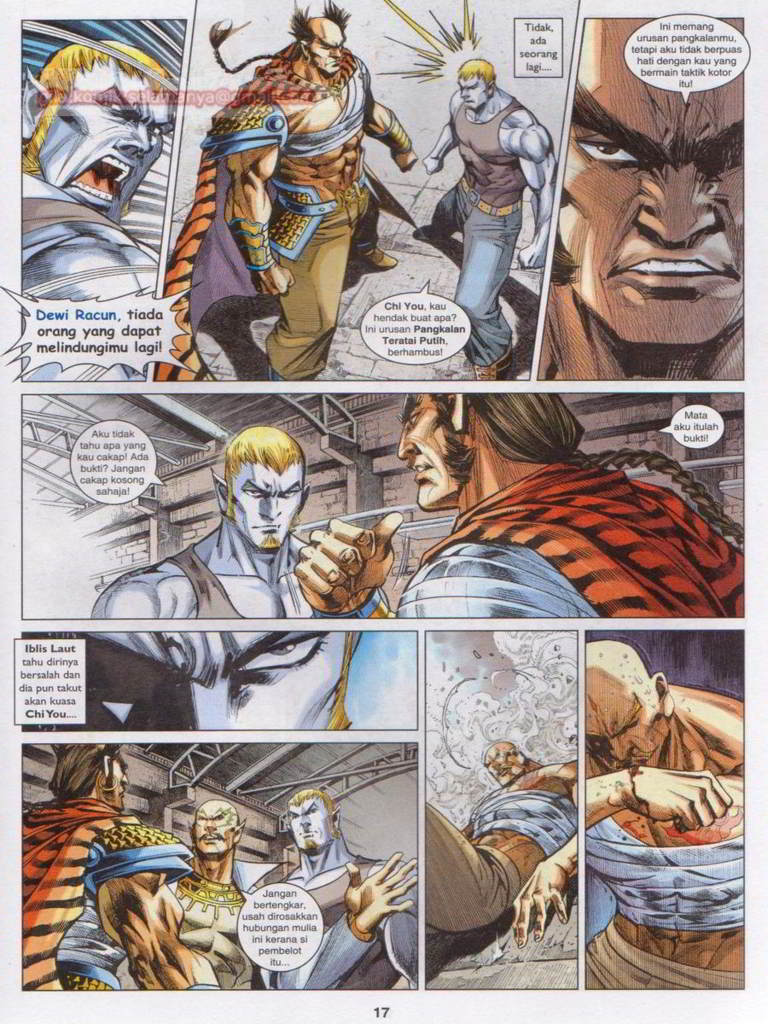 Dewi Racun, tiada
orang yang dapat
melindungimu lagi!
Tidak,
ada
seorang
lagi....
Chi You, kau
hendak buat apa?
Ini urusan Pangkalan
Teratai Putih,
berhambus!
Ini memang
urusan pangkalanmu,
tetapi aku tidak berpuas
hati dengan kau yang
bermain taktik kotor
itu!
Aku tidak
tahu apa yang
kau cakap! Ada
bukti? Jangan
cakap kosong
sahaja!
Mata
aku itulah
bukti!
Iblis Laut
tahu dirinya
bersalah dan
dia pun takut
akan kuasa
Chi You....
Jangan
bertengkar,
usah dirosakkan
hubungan mulia
ini kerana si
pembelot
itu...
17